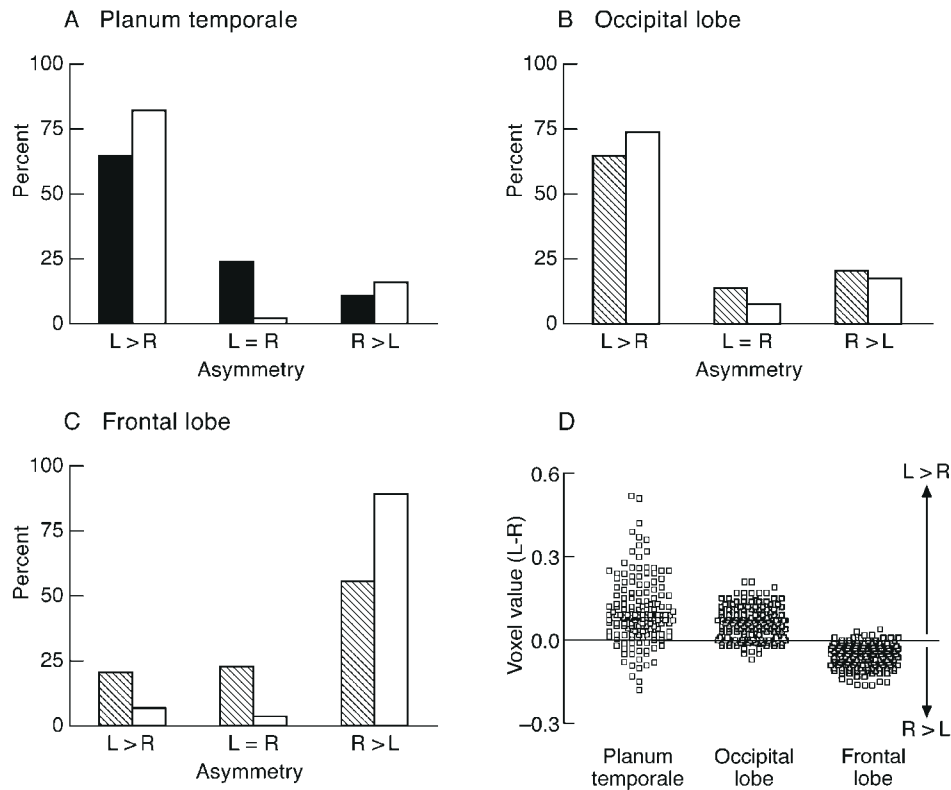 A Planum temporale
100
75
50
25
0
Percent
L > R
L = R
R > L
Asymmetry
B Occipital lobe
100
75
50
25
0
Percent
L > R
L = R
R > L
Asymmetry
C Frontal lobe
100
75
50
25
0
Percent
L > R
L = R
R > L
Asymmetry
D
0.6
0.3
0.0
−0.3
Voxel value (L-R)
L > R
R > L
Planum
temporale
Occipital
lobe
Frontal
lobe